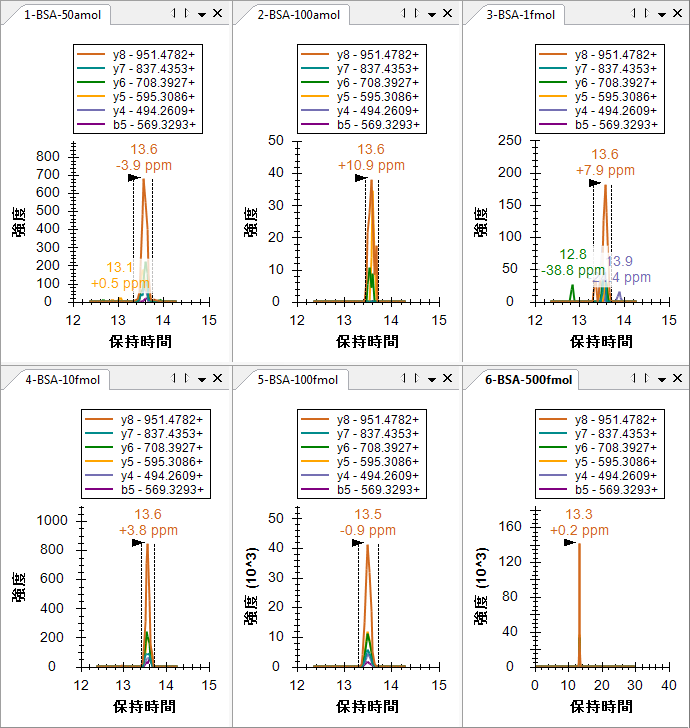 1-BSA-50amol
y8 - 951.4782+
y7 - 837.4353+
y6 - 708.3927+
y5 - 595.3086+
y4 - 494.2609+
b5 - 569.3293+
13.6
-3.9 ppm
13.1
+0.5 ppm
800
700
600
500
400
300
200
100
0
強度
12
13
14
15
保持時間
2-BSA-100amol
y8 - 951.4782+
y7 - 837.4353+
y6 - 708.3927+
y5 - 595.3086+
y4 - 494.2609+
b5 - 569.3293+
13.6
+10.9 ppm
50
40
30
20
10
0
強度
12
13
14
15
保持時間
3-BSA-1fmol
y8 - 951.4782+
y7 - 837.4353+
y6 - 708.3927+
y5 - 595.3086+
y4 - 494.2609+
b5 - 569.3293+
13.6
+7.9 ppm
12.8
-38.8 ppm
13.9
4 ppm
250
200
150
100
50
0
強度
12
13
14
15
保持時間
4-BSA-10fmol
y8 - 951.4782+
y7 - 837.4353+
y6 - 708.3927+
y5 - 595.3086+
y4 - 494.2609+
b5 - 569.3293+
13.6
+3.8 ppm
1000
800
600
400
200
0
強度
12
13
14
15
保持時間
5-BSA-100fmol
y8 - 951.4782+
y7 - 837.4353+
y6 - 708.3927+
y5 - 595.3086+
y4 - 494.2609+
b5 - 569.3293+
13.5
-0.9 ppm
50
40
30
20
10
0
強度 (10^3)
12
13
14
15
保持時間
6-BSA-500fmol
y8 - 951.4782+
y7 - 837.4353+
y6 - 708.3927+
y5 - 595.3086+
y4 - 494.2609+
b5 - 569.3293+
13.3
+0.2 ppm
160
120
80
40
0
強度 (10^3)
0
10
20
30
40
保持時間